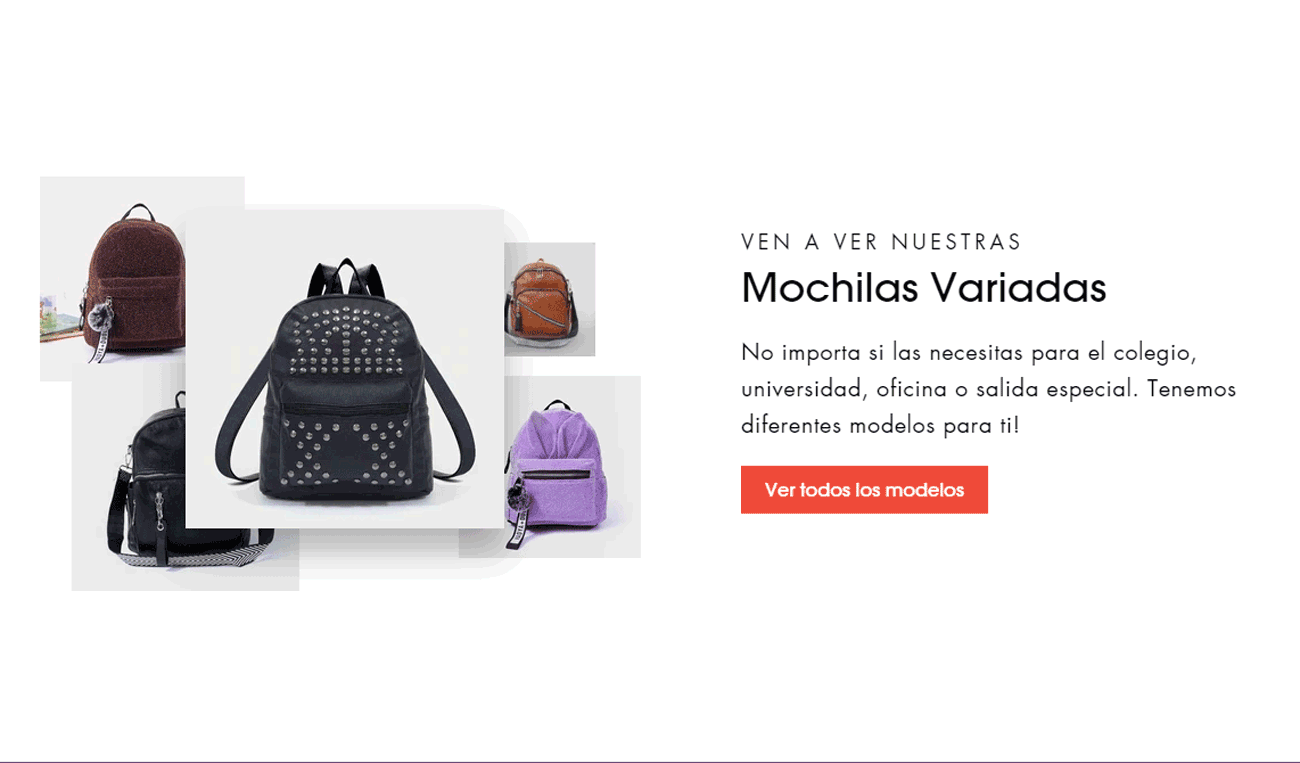 VEN A VER NUESTRAS
Mochilas Variadas
No importa si las necesitas para el colegio,
universidad, oficina o salida especial. Tenemos
diferentes modelos para ti!
Ver todos los modelos